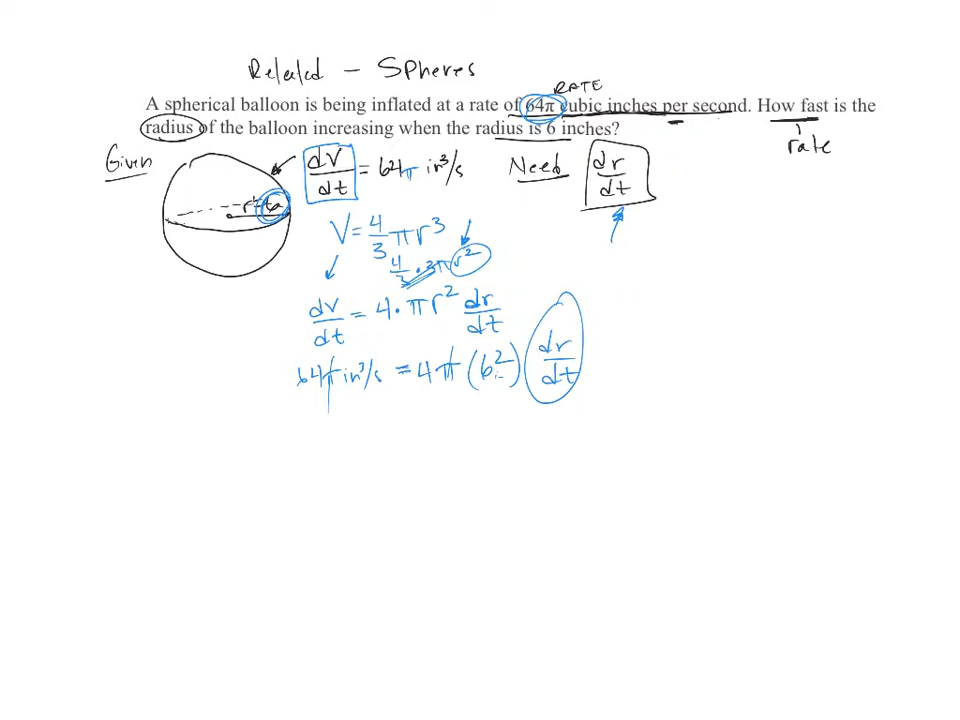 Related - Spheres
RATE
A spherical balloon is being inflated at a rate of 64π cubic inches per second. How fast is the
radius of the balloon increasing when the radius is 6 inches?
rate
Given
dV/dt = 64π in³/s
Need
dr/dt
V = 4/3 πr³
4/3 · 3πr²
dV/dt = 4 · πr² dr/dt
64π in³/s = 4π (6²) dr/dt